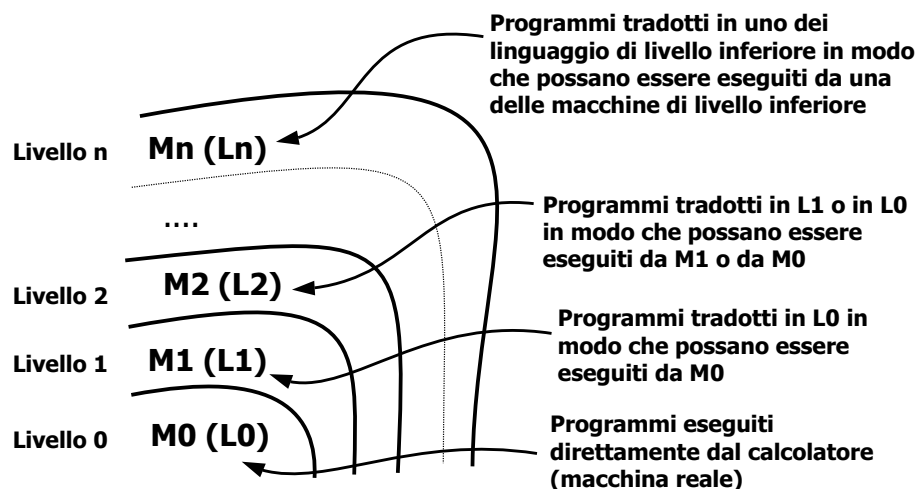 Programmi tradotti in uno dei
linguaggio di livello inferiore in modo
che possano essere eseguiti da una
delle macchine di livello inferiore
Livello n
Mn (Ln)
....
Programmi tradotti in L1 o in L0
in modo che possano essere
eseguiti da M1 o da M0
Livello 2
M2 (L2)
Programmi tradotti in L0 in
modo che possano essere
eseguiti da M0
Livello 1
M1 (L1)
Livello 0
M0 (L0)
Programmi eseguiti
direttamente dal calcolatore
(macchina reale)